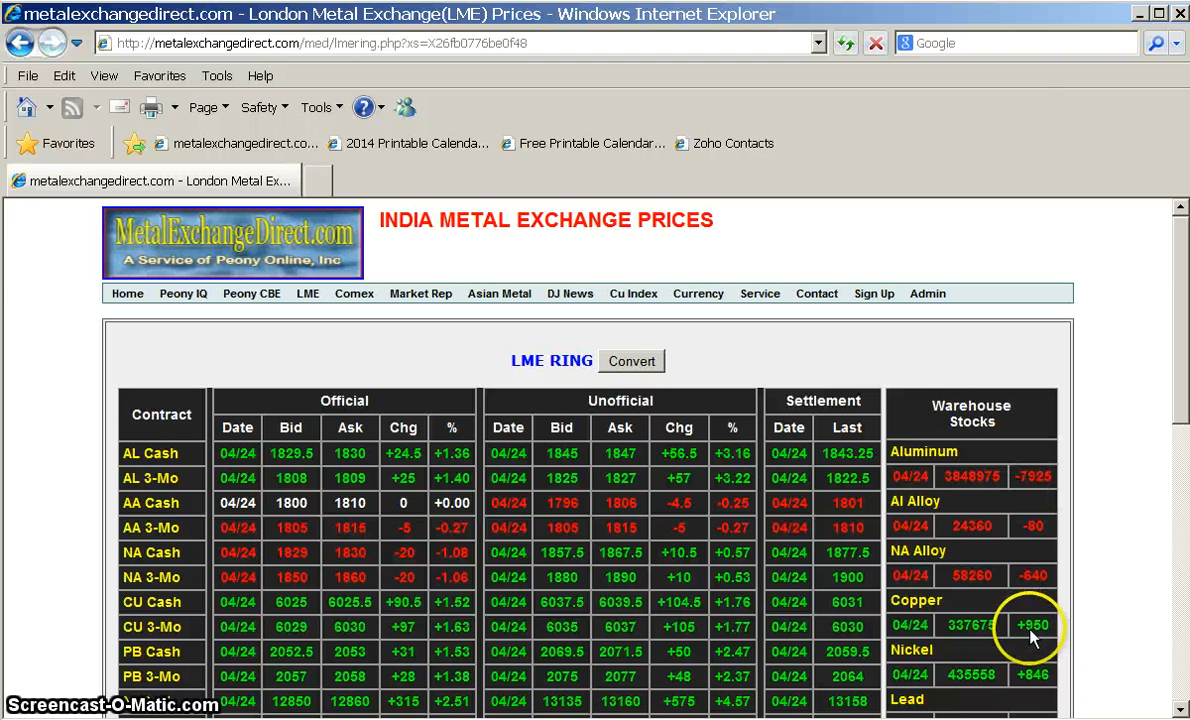 metalexchangedirect.com - London Metal Exchange(LME) Prices - Windows Internet Explorer
http://metalexchangedirect.com/med/lmering.php?xs=X26fb0776be0f48 Google
File Edit View Favorites Tools Help
Page Safety Tools
Favorites metalexchangedirect.co... 2014 Printable Calenda... Free Printable Calendar... Zoho Contacts
metalexchangedirect.com - London Metal Ex...
MetalExchangeDirect.com
A Service of Peony Online, Inc
INDIA METAL EXCHANGE PRICES
Home Peony IQ Peony CBE LME Comex Market Rep Asian Metal DJ News Cu Index Currency Service Contact Sign Up Admin
LME RING Convert
Contract Official Unofficial Settlement Warehouse Stocks
Date Bid Ask Chg % Date Bid Ask Chg % Date Last
AL Cash 04/24 1829.5 1830 +24.5 +1.36 04/24 1845 1847 +56.5 +3.16 04/24 1843.25 Aluminum
AL 3-Mo 04/24 1808 1809 +25 +1.40 04/24 1825 1827 +57 +3.22 04/24 1822.5 04/24 3848975 -7925
AA Cash 04/24 1800 1810 0 +0.00 04/24 1796 1806 -4.5 -0.25 04/24 1801 Al Alloy
AA 3-Mo 04/24 1805 1815 -5 -0.27 04/24 1805 1815 -5 -0.27 04/24 1810 04/24 24360 -80
NA Cash 04/24 1829 1830 -20 -1.08 04/24 1857.5 1867.5 +10.5 +0.57 04/24 1877.5 NA Alloy
NA 3-Mo 04/24 1850 1860 -20 -1.06 04/24 1880 1890 +10 +0.53 04/24 1900 04/24 58260 -640
CU Cash 04/24 6025 6025.5 +90.5 +1.52 04/24 6037.5 6039.5 +104.5 +1.76 04/24 6031 Copper
CU 3-Mo 04/24 6029 6030 +97 +1.63 04/24 6035 6037 +105 +1.77 04/24 6030 04/24 337675 +950
PB Cash 04/24 2052.5 2053 +31 +1.53 04/24 2069.5 2071.5 +50 +2.47 04/24 2059.5 Nickel
PB 3-Mo 04/24 2057 2058 +28 +1.38 04/24 2075 2077 +48 +2.37 04/24 2064 04/24 435558 +846
04/24 12850 12860 +315 +2.51 04/24 13135 13160 +575 +4.57 04/24 13158 Lead
Screencast-O-Matic.com